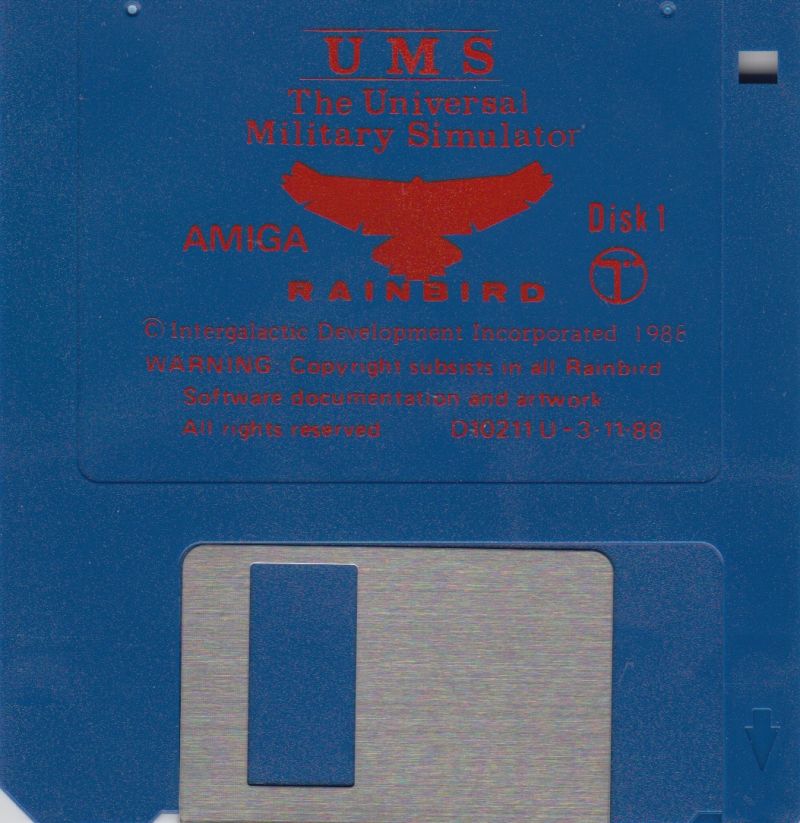 UMS
The Universal
Military Simulator
AMIGA
Disk 1
RAINBIRD
© Intergalactic Development Incorporated 1988
WARNING: Copyright subsists in all Rainbird
Software documentation and artwork
All rights reserved D10211 U - 3·11·88